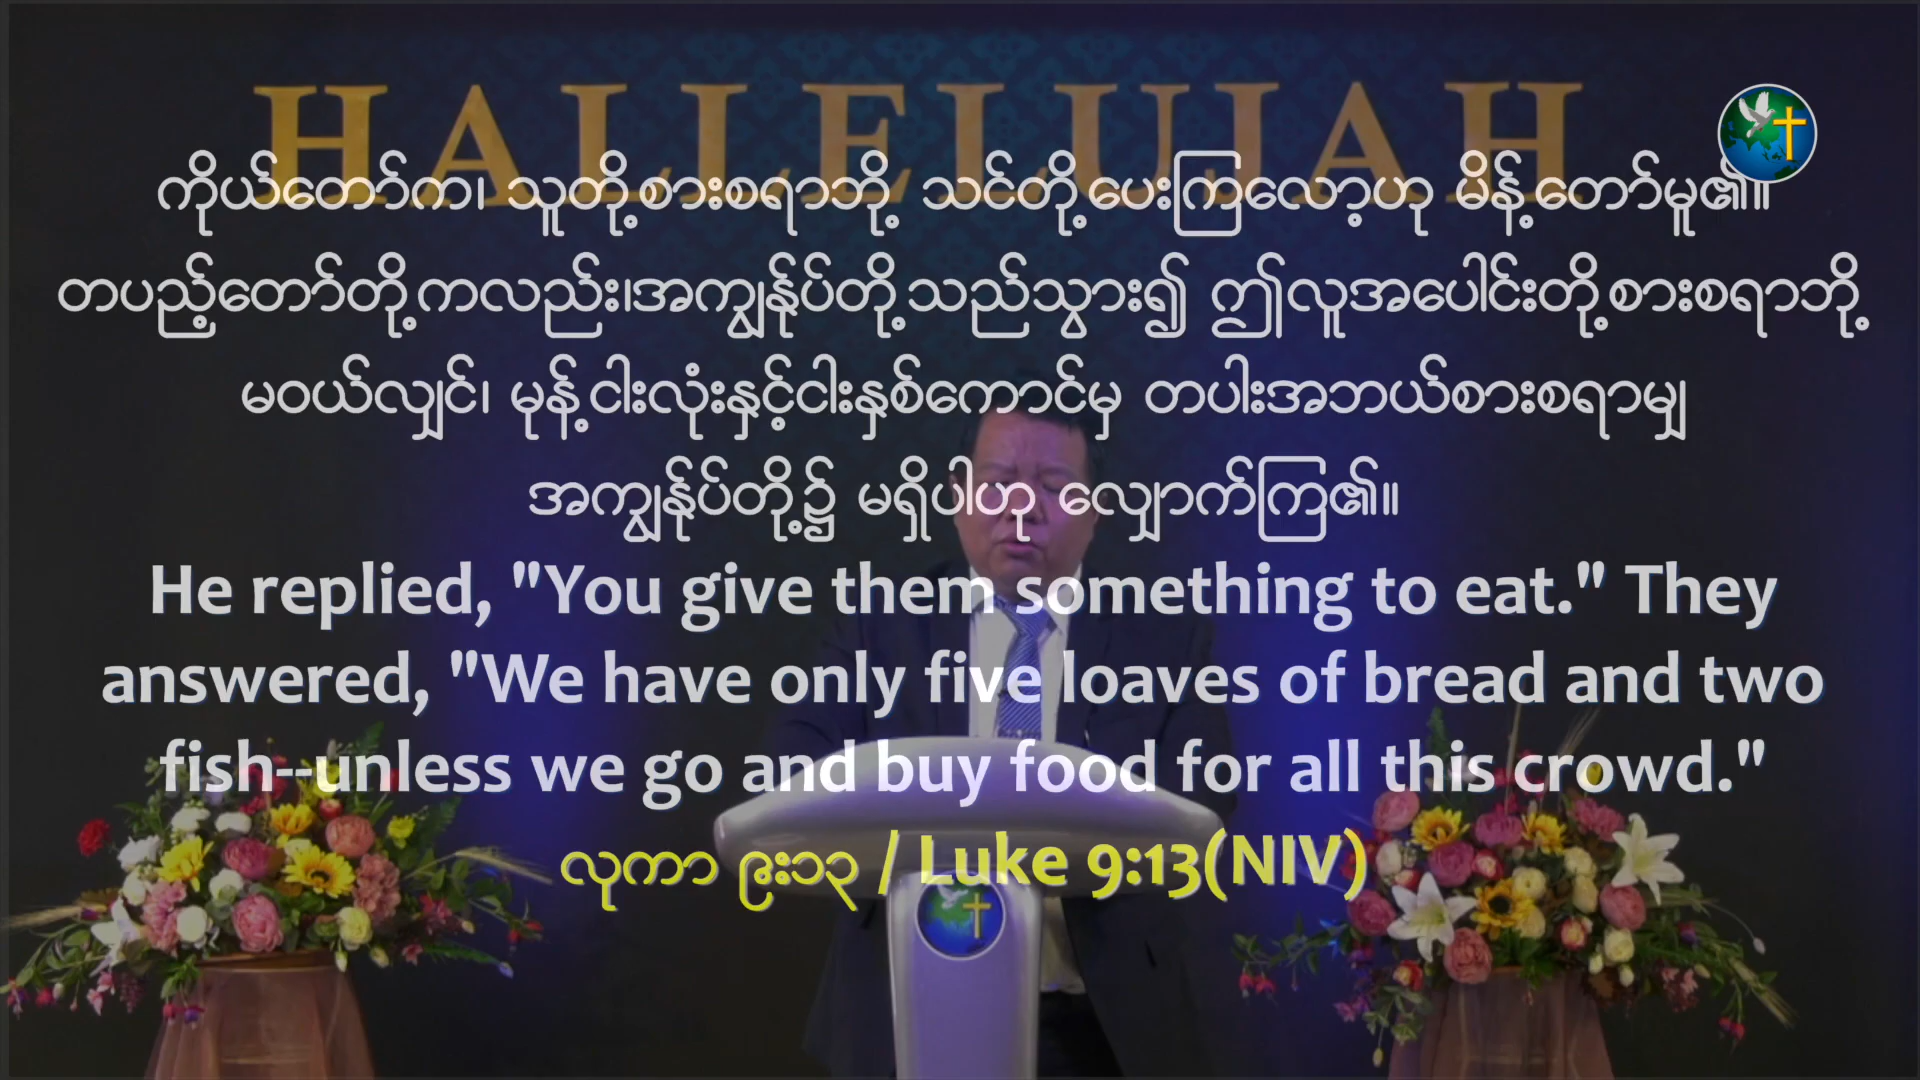 HALLELUJAH
ကိုယ်တော်က၊ သူတို့စားစရာဘို့ သင်တို့ပေးကြလော့ဟု မိန့်တော်မူ၏။
တပည့်တော်တို့ကလည်း၊အကျွန်ုပ်တို့သည်သွား၍ ဤလူအပေါင်းတို့စားစရာဘို့
မဝယ်လျှင်၊ မုန့်ငါးလုံးနှင့်ငါးနှစ်ကောင်မှ တပါးအဘယ်စားစရာမျှ
အကျွန်ုပ်တို့၌ မရှိပါဟု လျှောက်ကြ၏။
He replied, "You give them something to eat." They
answered, "We have only five loaves of bread and two
fish--unless we go and buy food for all this crowd."
လုကာ ၉း၁၃ / Luke 9:13(NIV)